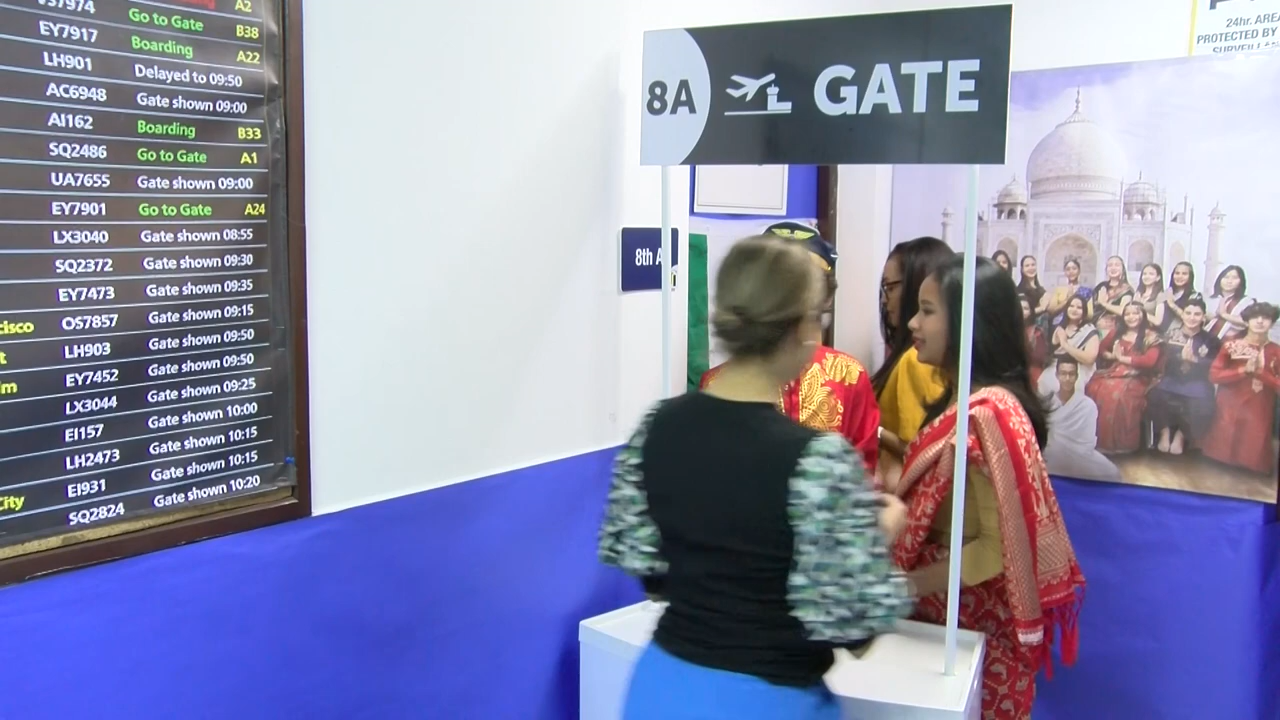 A2
Go to Gate B38
EY7917 Boarding A22
LH901 Delayed to 09:50
AC6948 Gate shown 09:00
AI162 Boarding B33
SQ2486 Go to Gate A1
UA7655 Gate shown 09:00
EY7901 Go to Gate A24
LX3040 Gate shown 08:55
SQ2372 Gate shown 09:30
EY7473 Gate shown 09:35
cisco OS7857 Gate shown 09:15
LH903 Gate shown 09:50
EY7452 Gate shown 09:50
LX3044 Gate shown 09:25
EI157 Gate shown 10:00
LH2473 Gate shown 10:15
City EI931 Gate shown 10:15
SQ2824 Gate shown 10:20
8A GATE
8th A
24hr. AREA
PROTECTED BY